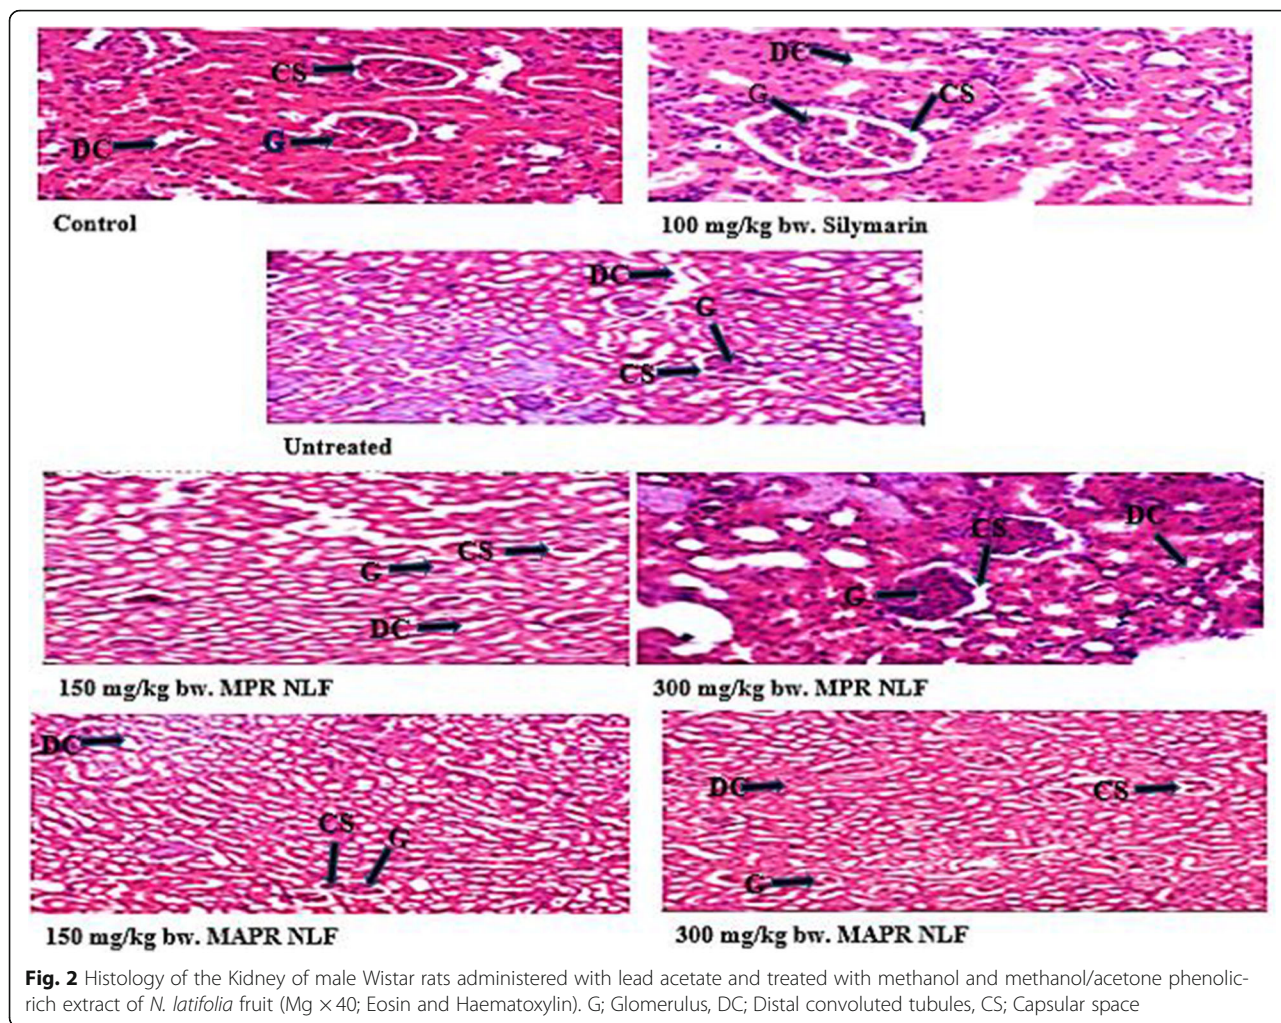 CS
G
DC
Control
DC
G
CS
100 mg/kg bw. Silymarin
DC
G
CS
Untreated
CS
G
DC
150 mg/kg bw. MPR NLF
CS
DC
G
300 mg/kg bw. MPR NLF
DC
CS
G
150 mg/kg bw. MAPR NLF
DC
CS
G
300 mg/kg bw. MAPR NLF
Fig. 2 Histology of the Kidney of male Wistar rats administered with lead acetate and treated with methanol and methanol/acetone phenolic-
rich extract of N. latifolia fruit (Mg × 40; Eosin and Haematoxylin). G; Glomerulus, DC; Distal convoluted tubules, CS; Capsular space